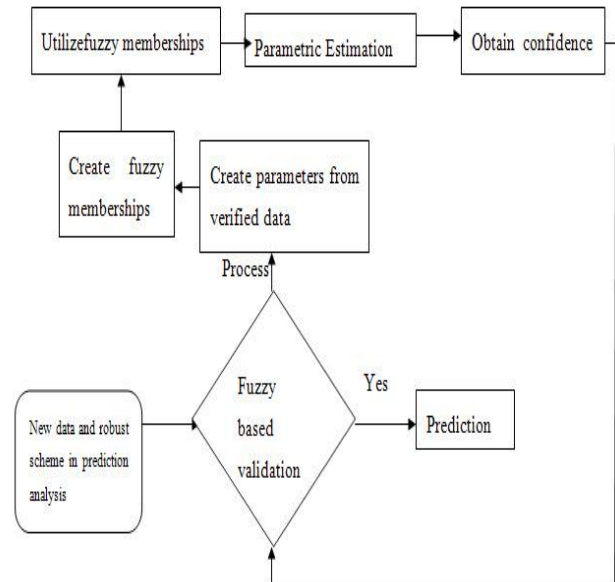 Utilizefuzzy memberships
Parametric Estimation
Obtain confidence
Create fuzzy
memberships
Create parameters from
verified data
Process
Fuzzy
based
validation
Yes
Prediction
New data and robust
scheme in prediction
analysis